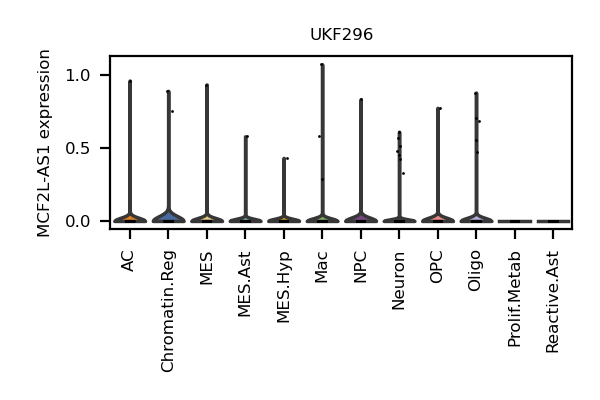 UKF296
MCF2L-AS1 expression
1.0
0.5
0.0
AC
Chromatin.Reg
MES
MES.Ast
MES.Hyp
Mac
NPC
Neuron
OPC
Oligo
Prolif.Metab
Reactive.Ast